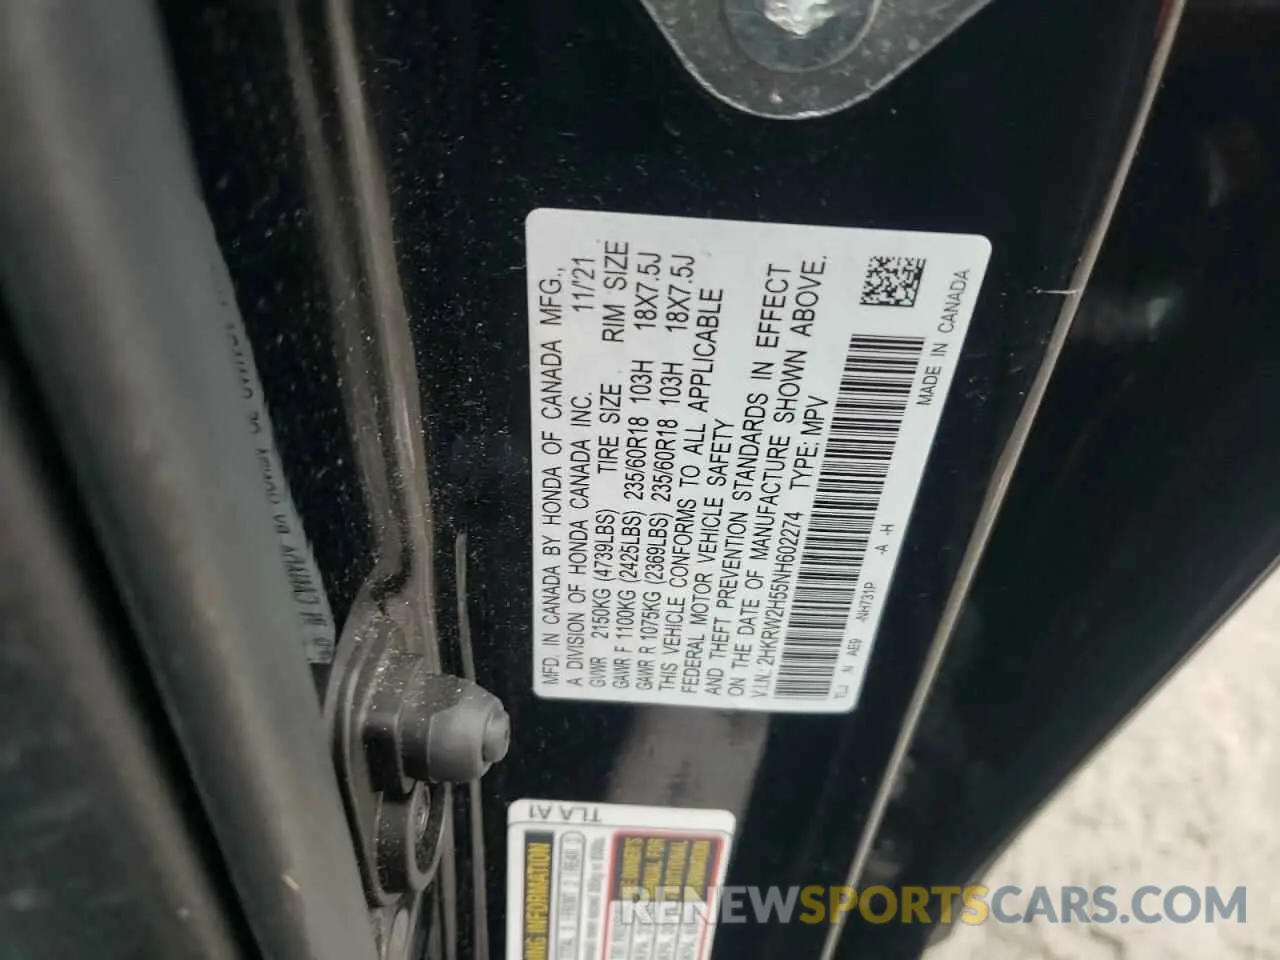 MFD. IN CANADA BY HONDA OF CANADA MFG.,
A DIVISION OF HONDA CANADA INC. 11/'21
GVWR 2150KG (4739LBS) TIRE SIZE RIM SIZE
GAWR F 1100KG (2425LBS) 235/60R18 103H 18X7.5J
GAWR R 1075KG (2369LBS) 235/60R18 103H 18X7.5J
THIS VEHICLE CONFORMS TO ALL APPLICABLE
FEDERAL MOTOR VEHICLE SAFETY
AND THEFT PREVENTION STANDARDS IN EFFECT
ON THE DATE OF MANUFACTURE SHOWN ABOVE.
V.I.N.: 2HKRW2H55NH602274 TYPE: MPV
TLJ N AE9 -NH731P -A -H
MADE IN CANADA
TLA A1
INFORMATION
RENEWSPORTSCARS.COM